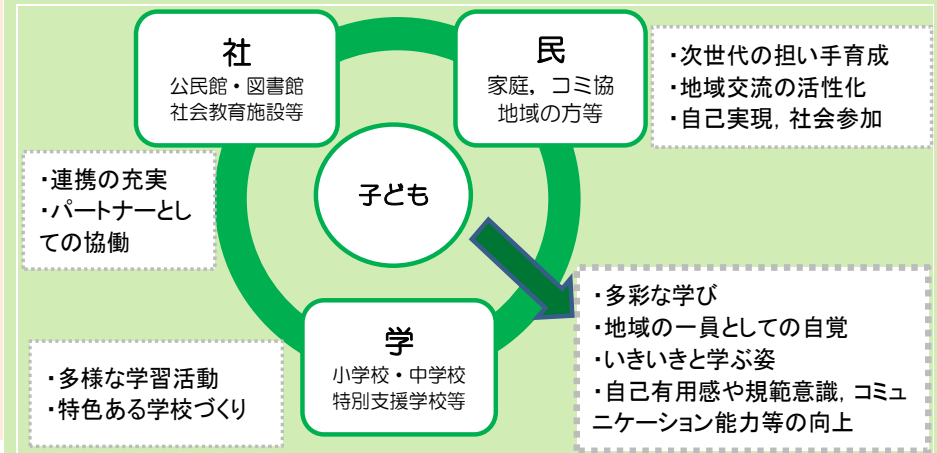 社
公民館・図書館
社会教育施設等
民
家庭，コミ協
地域の方等
・次世代の担い手育成
・地域交流の活性化
・自己実現，社会参加
・連携の充実
・パートナーとし
ての協働
子ども
学
小学校・中学校
特別支援学校等
・多様な学習活動
・特色ある学校づくり
・多彩な学び
・地域の一員としての自覚
・いきいきと学ぶ姿
・自己有用感や規範意識，コミュ
ニケーション能力等の向上